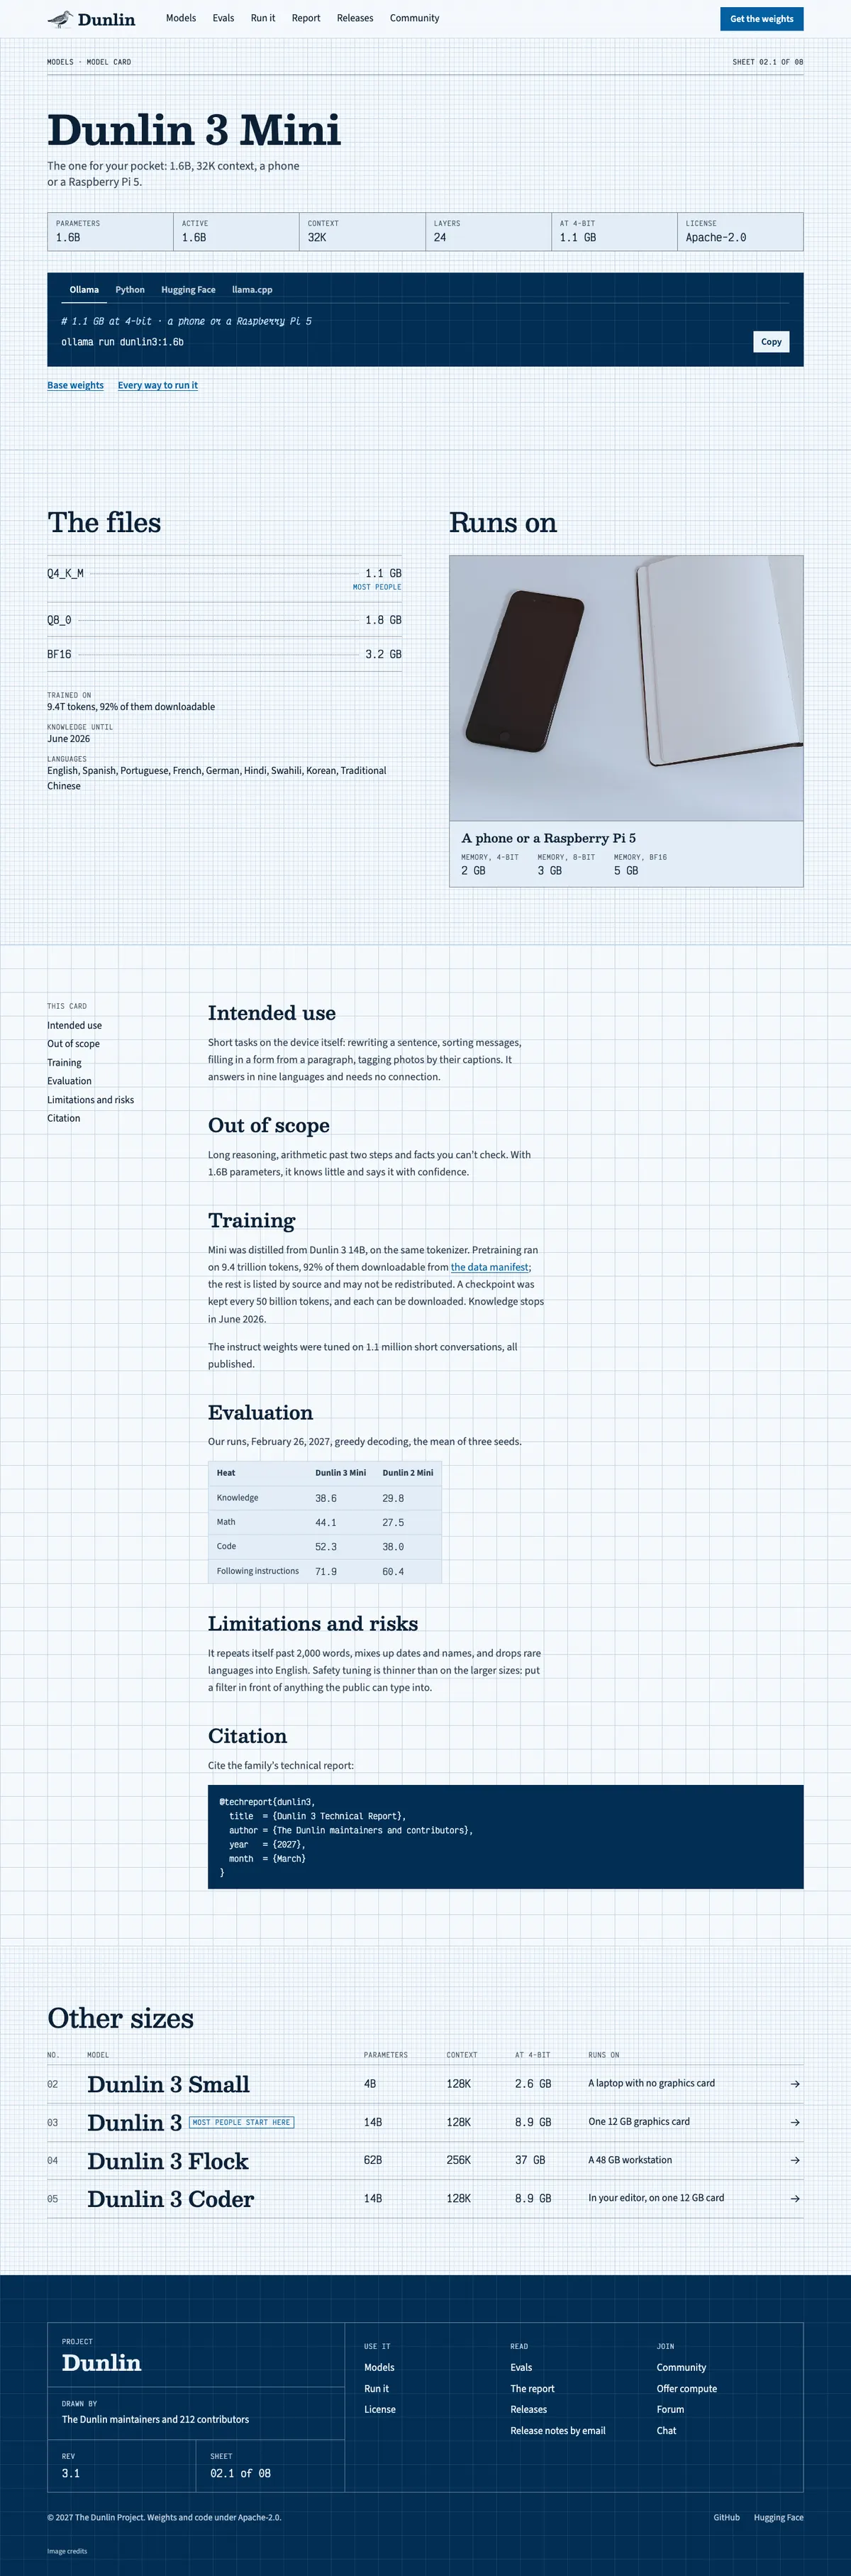 Dunlin
Models Evals Run it Report Releases Community
Get the weights
MODELS · MODEL CARD
SHEET 02.1 OF 08
Dunlin 3 Mini
The one for your pocket: 1.6B, 32K context, a phone
or a Raspberry Pi 5.
PARAMETERS ACTIVE CONTEXT LAYERS AT 4-BIT LICENSE
1.6B 1.6B 32K 24 1.1 GB Apache-2.0
Ollama Python Hugging Face llama.cpp
# 1.1 GB at 4-bit · a phone or a Raspberry Pi 5
ollama run dunlin3:1.6b
Copy
Base weights Every way to run it
The files
Q4_K_M 1.1 GB
MOST PEOPLE
Q8_0 1.8 GB
BF16 3.2 GB
TRAINED ON
9.4T tokens, 92% of them downloadable
KNOWLEDGE UNTIL
June 2026
LANGUAGES
English, Spanish, Portuguese, French, German, Hindi, Swahili, Korean, Traditional
Chinese
Runs on
A phone or a Raspberry Pi 5
MEMORY, 4-BIT MEMORY, 8-BIT MEMORY, BF16
2 GB 3 GB 5 GB
THIS CARD
Intended use
Out of scope
Training
Evaluation
Limitations and risks
Citation
Intended use
Short tasks on the device itself: rewriting a sentence, sorting messages,
filling in a form from a paragraph, tagging photos by their captions. It
answers in nine languages and needs no connection.
Out of scope
Long reasoning, arithmetic past two steps and facts you can't check. With
1.6B parameters, it knows little and says it with confidence.
Training
Mini was distilled from Dunlin 3 14B, on the same tokenizer. Pretraining ran
on 9.4 trillion tokens, 92% of them downloadable from the data manifest;
the rest is listed by source and may not be redistributed. A checkpoint was
kept every 50 billion tokens, and each can be downloaded. Knowledge stops
in June 2026.
The instruct weights were tuned on 1.1 million short conversations, all
published.
Evaluation
Our runs, February 26, 2027, greedy decoding, the mean of three seeds.
Heat Dunlin 3 Mini Dunlin 2 Mini
Knowledge 38.6 29.8
Math 44.1 27.5
Code 52.3 38.0
Following instructions 71.9 60.4
Limitations and risks
It repeats itself past 2,000 words, mixes up dates and names, and drops rare
languages into English. Safety tuning is thinner than on the larger sizes: put
a filter in front of anything the public can type into.
Citation
Cite the family's technical report:
@techreport{dunlin3,
title = {Dunlin 3 Technical Report},
author = {The Dunlin maintainers and contributors},
year = {2027},
month = {March}
}
Other sizes
NO. MODEL PARAMETERS CONTEXT AT 4-BIT RUNS ON
02 Dunlin 3 Small 4B 128K 2.6 GB A laptop with no graphics card →
03 Dunlin 3 MOST PEOPLE START HERE 14B 128K 8.9 GB One 12 GB graphics card →
04 Dunlin 3 Flock 62B 256K 37 GB A 48 GB workstation →
05 Dunlin 3 Coder 14B 128K 8.9 GB In your editor, on one 12 GB card →
PROJECT
Dunlin
DRAWN BY
The Dunlin maintainers and 212 contributors
REV
3.1
SHEET
02.1 of 08
USE IT
Models
Run it
License
READ
Evals
The report
Releases
Release notes by email
JOIN
Community
Offer compute
Forum
Chat
© 2027 The Dunlin Project. Weights and code under Apache-2.0.
GitHub Hugging Face
Image credits